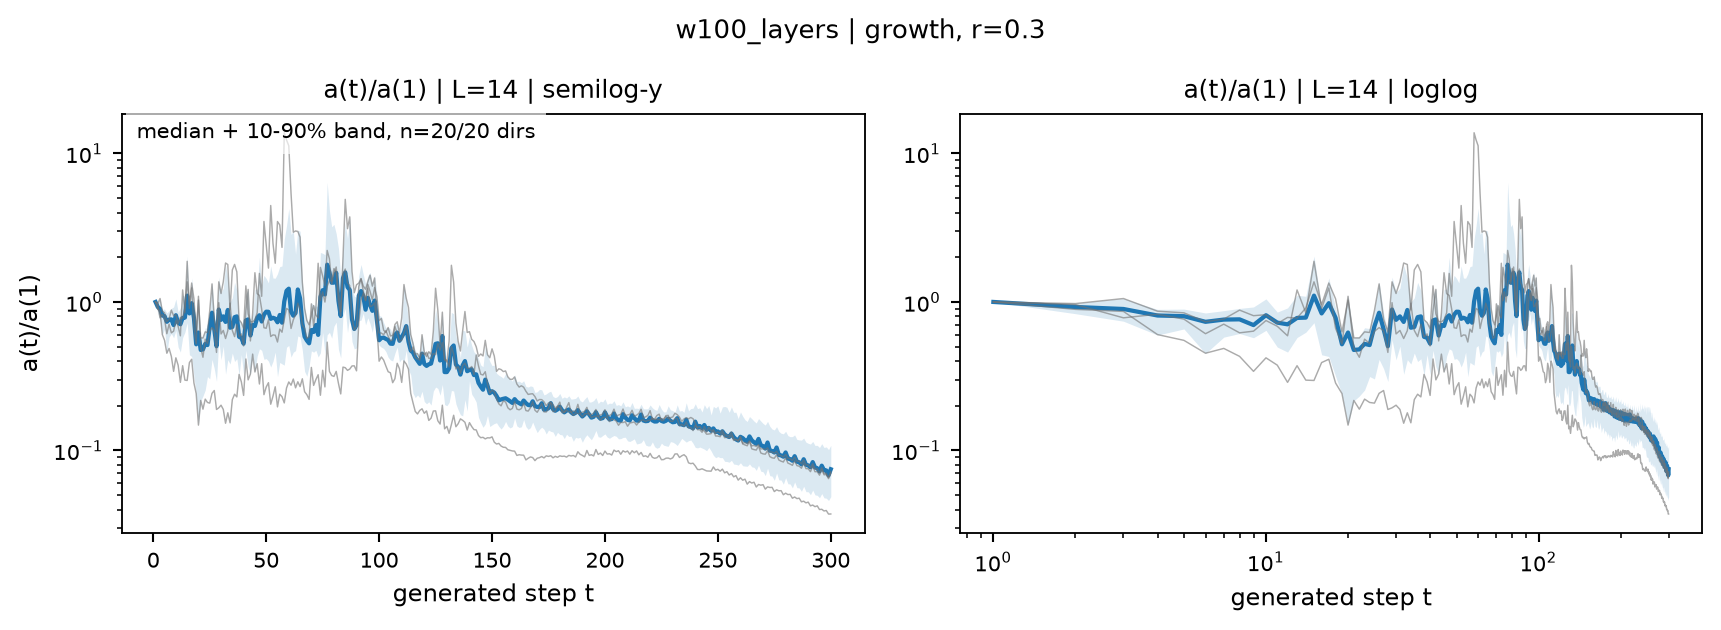 w100_layers | growth, r=0.3
a(t)/a(1) | L=14 | semilog-y
median + 10-90% band, n=20/20 dirs
a(t)/a(1)
10¹
10⁰
10⁻¹
0 50 100 150 200 250 300
generated step t
a(t)/a(1) | L=14 | loglog
10¹
10⁰
10⁻¹
10⁰ 10¹ 10²
generated step t